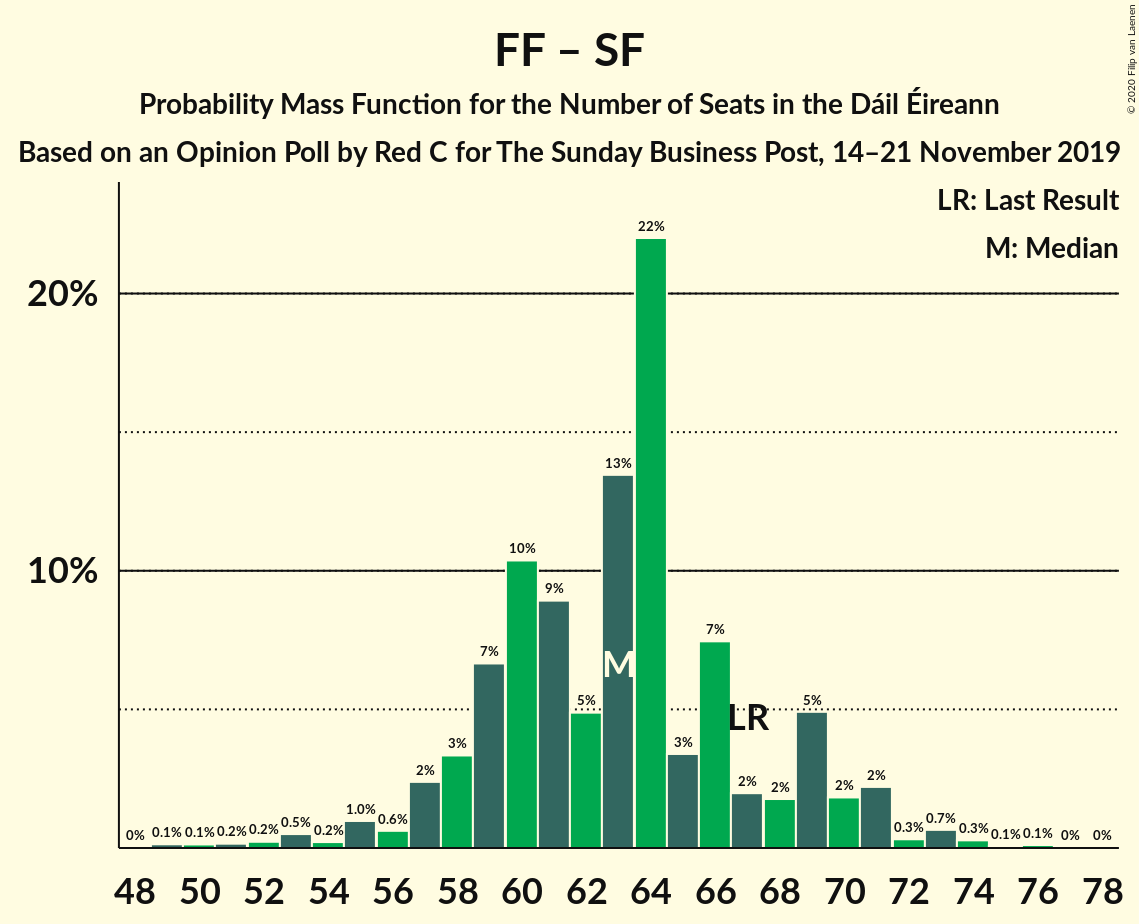 FF – SF
Probability Mass Function for the Number of Seats in the Dáil Éireann
Based on an Opinion Poll by Red C for The Sunday Business Post, 14–21 November 2019
© 2020 Filip van Laenen
LR: Last Result
M: Median
20%
10%
0% 0.1% 0.1% 0.2% 0.2% 0.5% 0.2% 1.0% 0.6% 2% 3% 7% 10% 9% 5% 13% 22% 3% 7% 2% 2% 5% 2% 2% 0.3% 0.7% 0.3% 0.1% 0.1% 0% 0%
M
LR
48 50 52 54 56 58 60 62 64 66 68 70 72 74 76 78